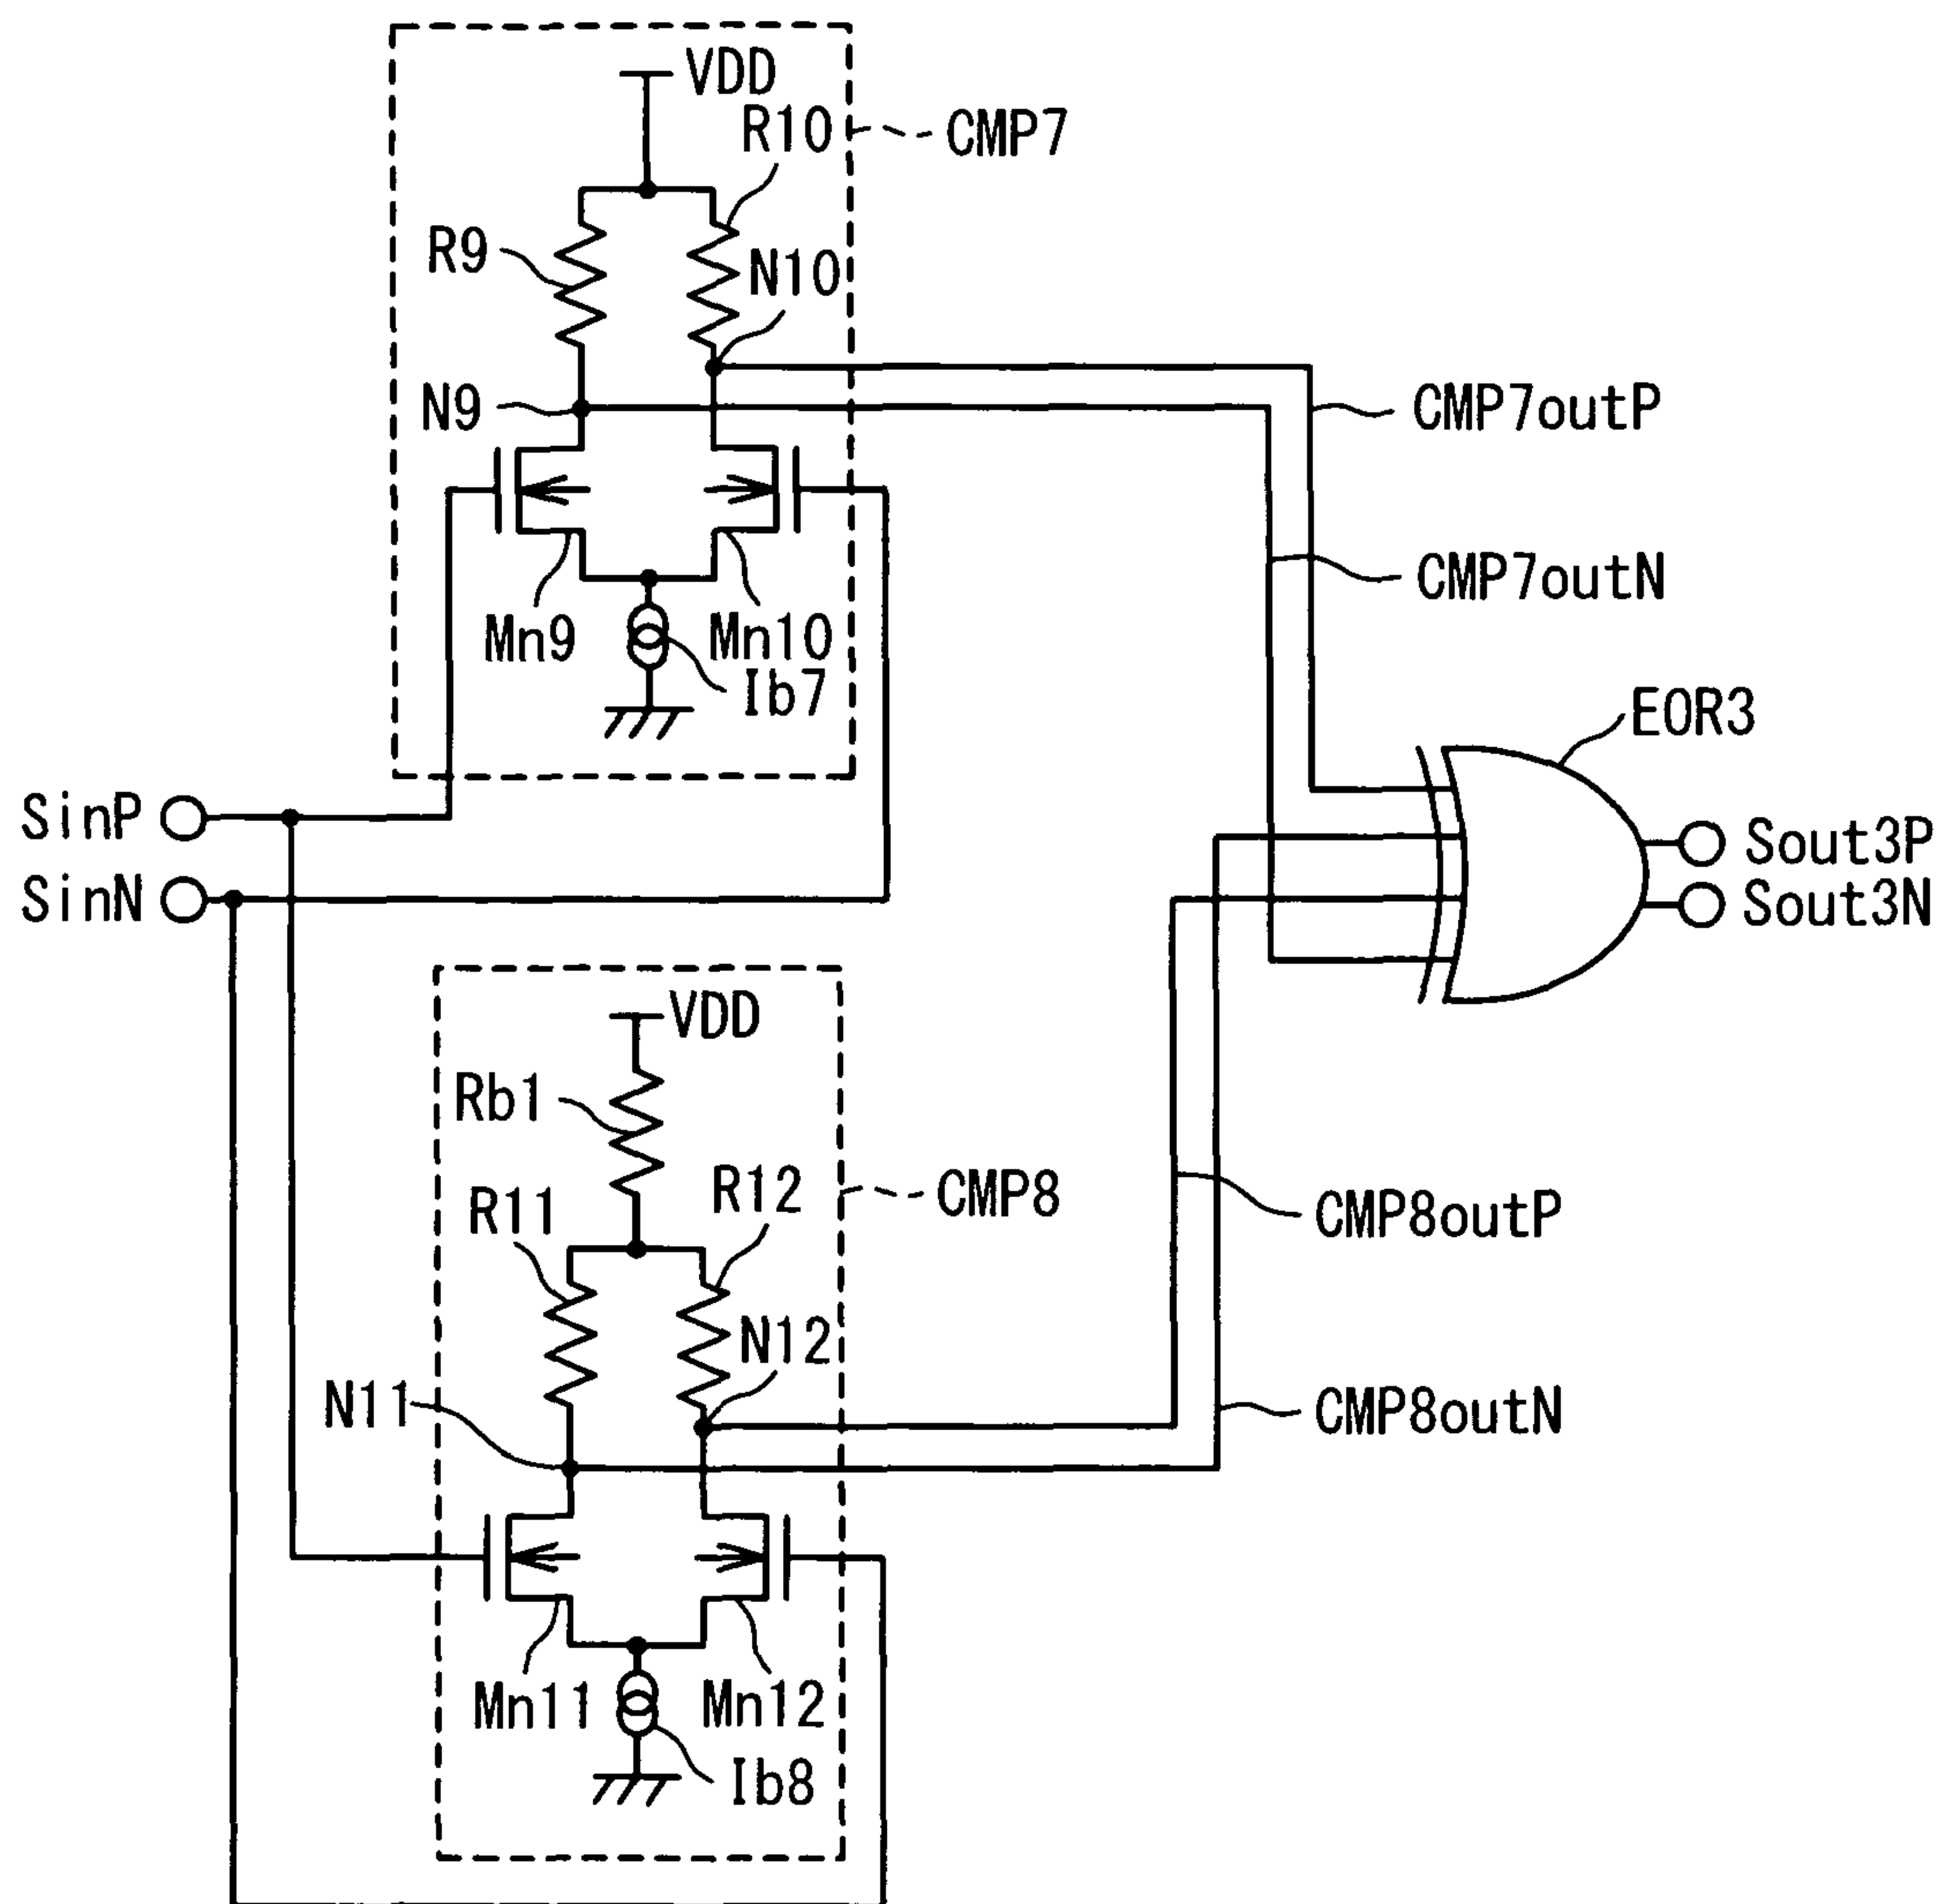 VDD
R10
CMP7
R9
N10
N9
CMP7outP
CMP7outN
Mn9
Mn10
Ib7
EOR3
SinP
Sout3P
SinN
Sout3N
VDD
Rb1
R11
R12
CMP8
CMP8outP
N12
N11
CMP8outN
Mn11
Mn12
Ib8